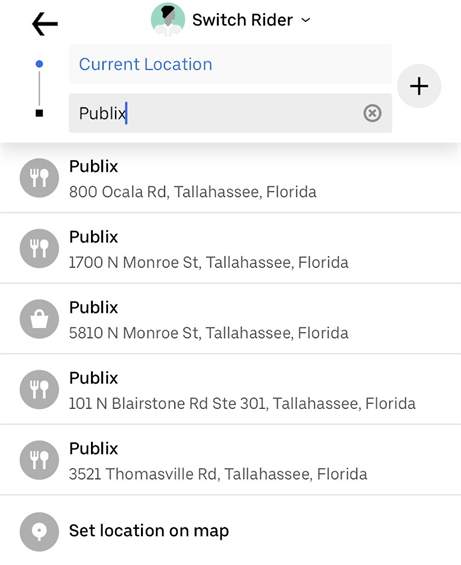 Switch Rider
Current Location
Publix
Publix
800 Ocala Rd, Tallahassee, Florida
Publix
1700 N Monroe St, Tallahassee, Florida
Publix
5810 N Monroe St, Tallahassee, Florida
Publix
101 N Blairstone Rd Ste 301, Tallahassee, Florida
Publix
3521 Thomasville Rd, Tallahassee, Florida
Set location on map